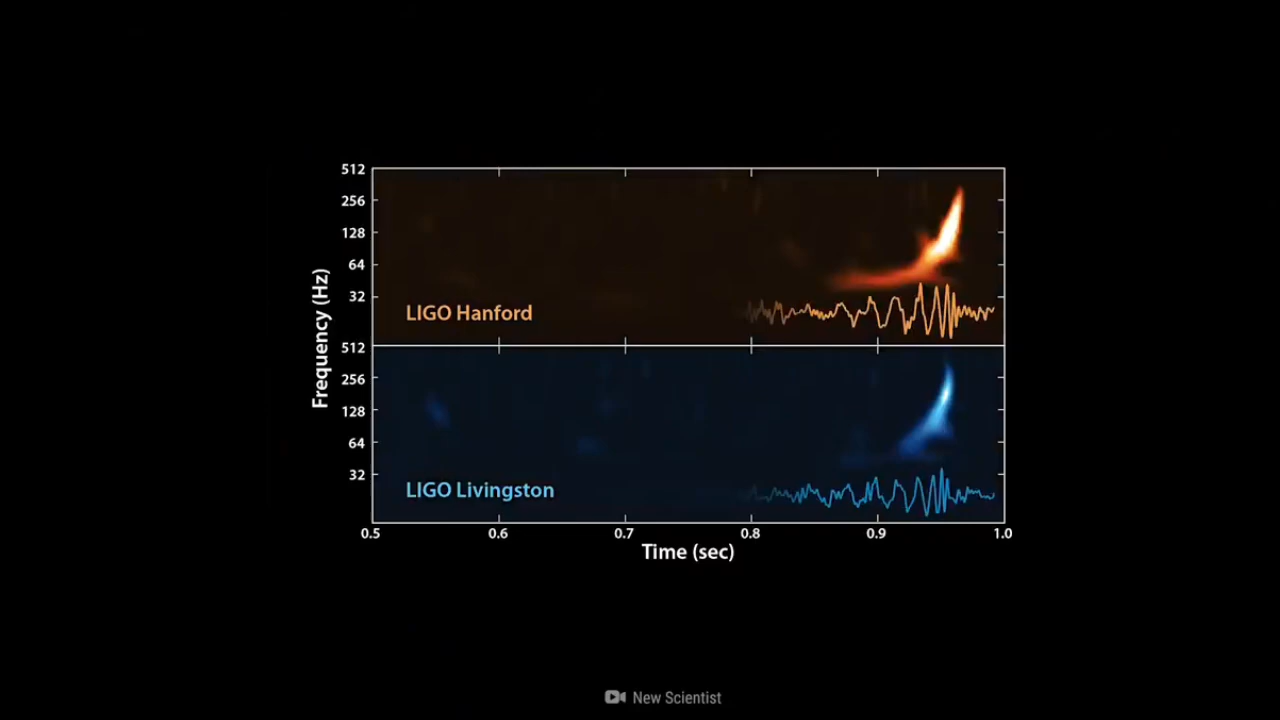 512
256
128
64
32
LIGO Hanford
512
256
128
64
32
LIGO Livingston
Frequency (Hz)
0.5 0.6 0.7 0.8 0.9 1.0
Time (sec)
New Scientist